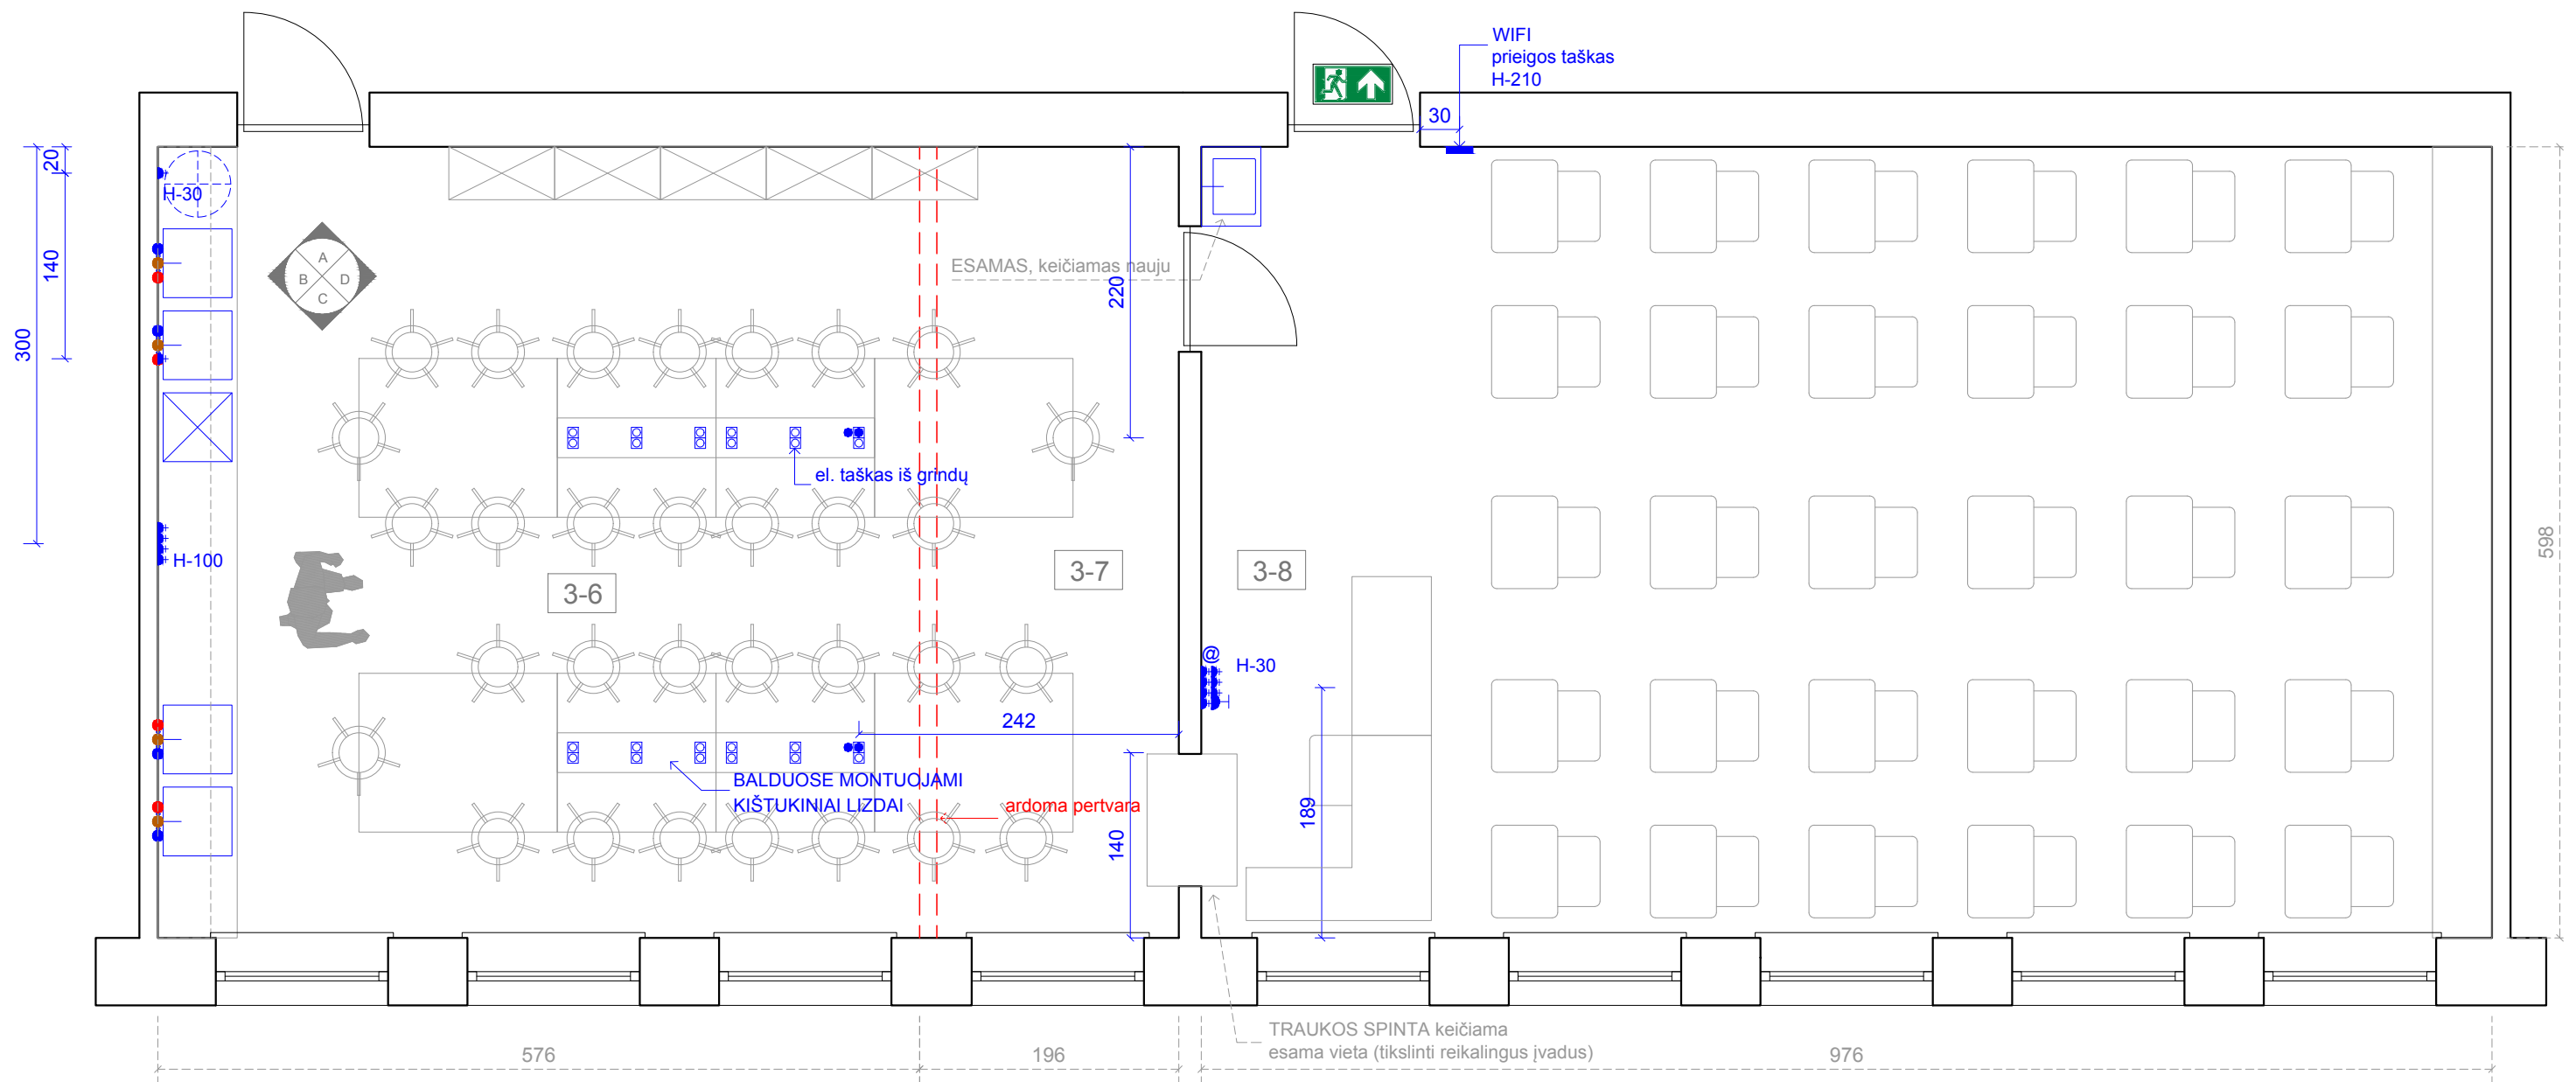 WIFI
prieigos taškas
H-210
30
20
H-30
140
300
A
B
D
C
ESAMAS, keičiamas nauju
220
el. taškas iš grindų
H-100
3-6
3-7
3-8
598
@
H-30
242
BALDUOSE MONTUOJAMI
KIŠTUKINIAI LIZDAI
ardoma pertvara
140
189
TRAUKOS SPINTA keičiama
esama vieta (tikslinti reikalingus įvadus)
576
196
976